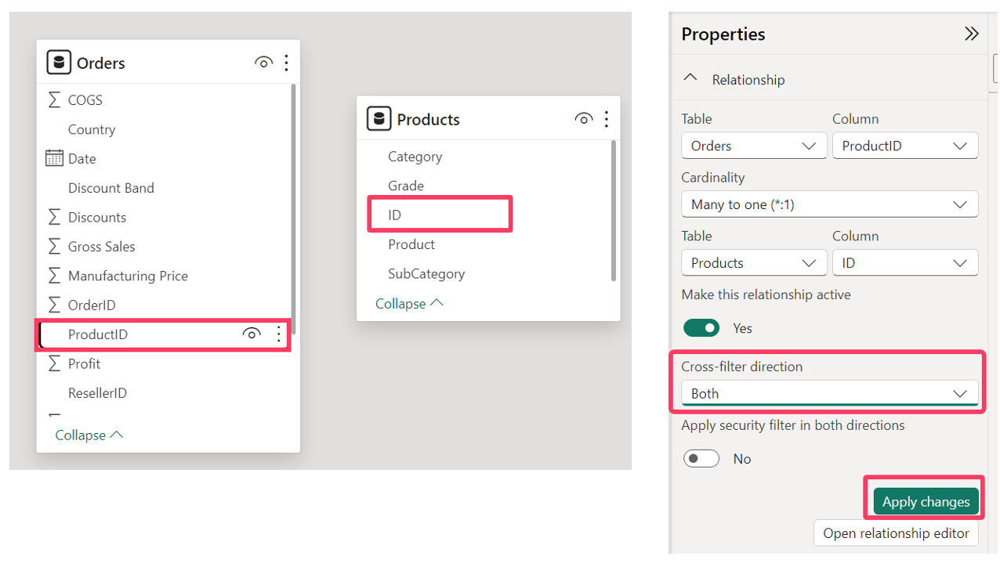 Orders
COGS
Country
Date
Discount Band
Discounts
Gross Sales
Manufacturing Price
OrderID
ProductID
Profit
ResellerID
Collapse
Products
Category
Grade
ID
Product
SubCategory
Collapse
Properties
Relationship
Table Column
Orders ProductID
Cardinality
Many to one (*:1)
Table Column
Products ID
Make this relationship active
Yes
Cross-filter direction
Both
Apply security filter in both directions
No
Apply changes
Open relationship editor